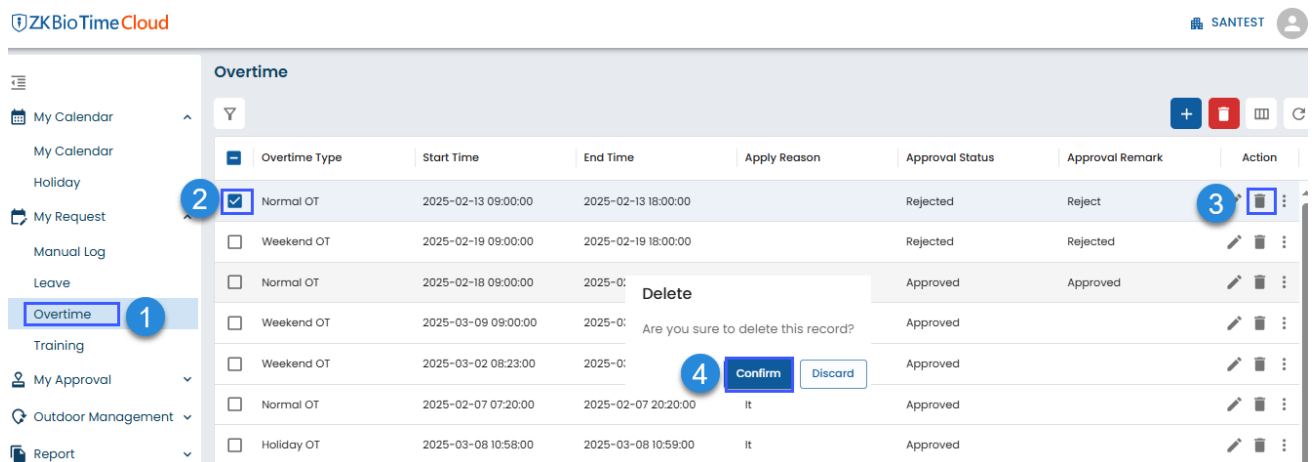 ZKBioTime Cloud
SANTEST
Overtime
My Calendar
My Calendar
Holiday
My Request
Manual Log
Leave
Overtime
Training
My Approval
Outdoor Management
Report
1
2
3
Overtime Type Start Time End Time Apply Reason Approval Status Approval Remark Action
Normal OT 2025-02-13 09:00:00 2025-02-13 18:00:00 Rejected Reject
Weekend OT 2025-02-19 09:00:00 2025-02-19 18:00:00 Rejected Rejected
Normal OT 2025-02-18 09:00:00 Approved Approved
Weekend OT 2025-03-09 09:00:00 Approved
Weekend OT 2025-03-02 08:23:00 Approved
Normal OT 2025-02-07 07:20:00 2025-02-07 20:20:00 It Approved
Holiday OT 2025-03-08 10:58:00 2025-03-08 10:59:00 It Approved
Delete
Are you sure to delete this record?
4
Confirm Discard